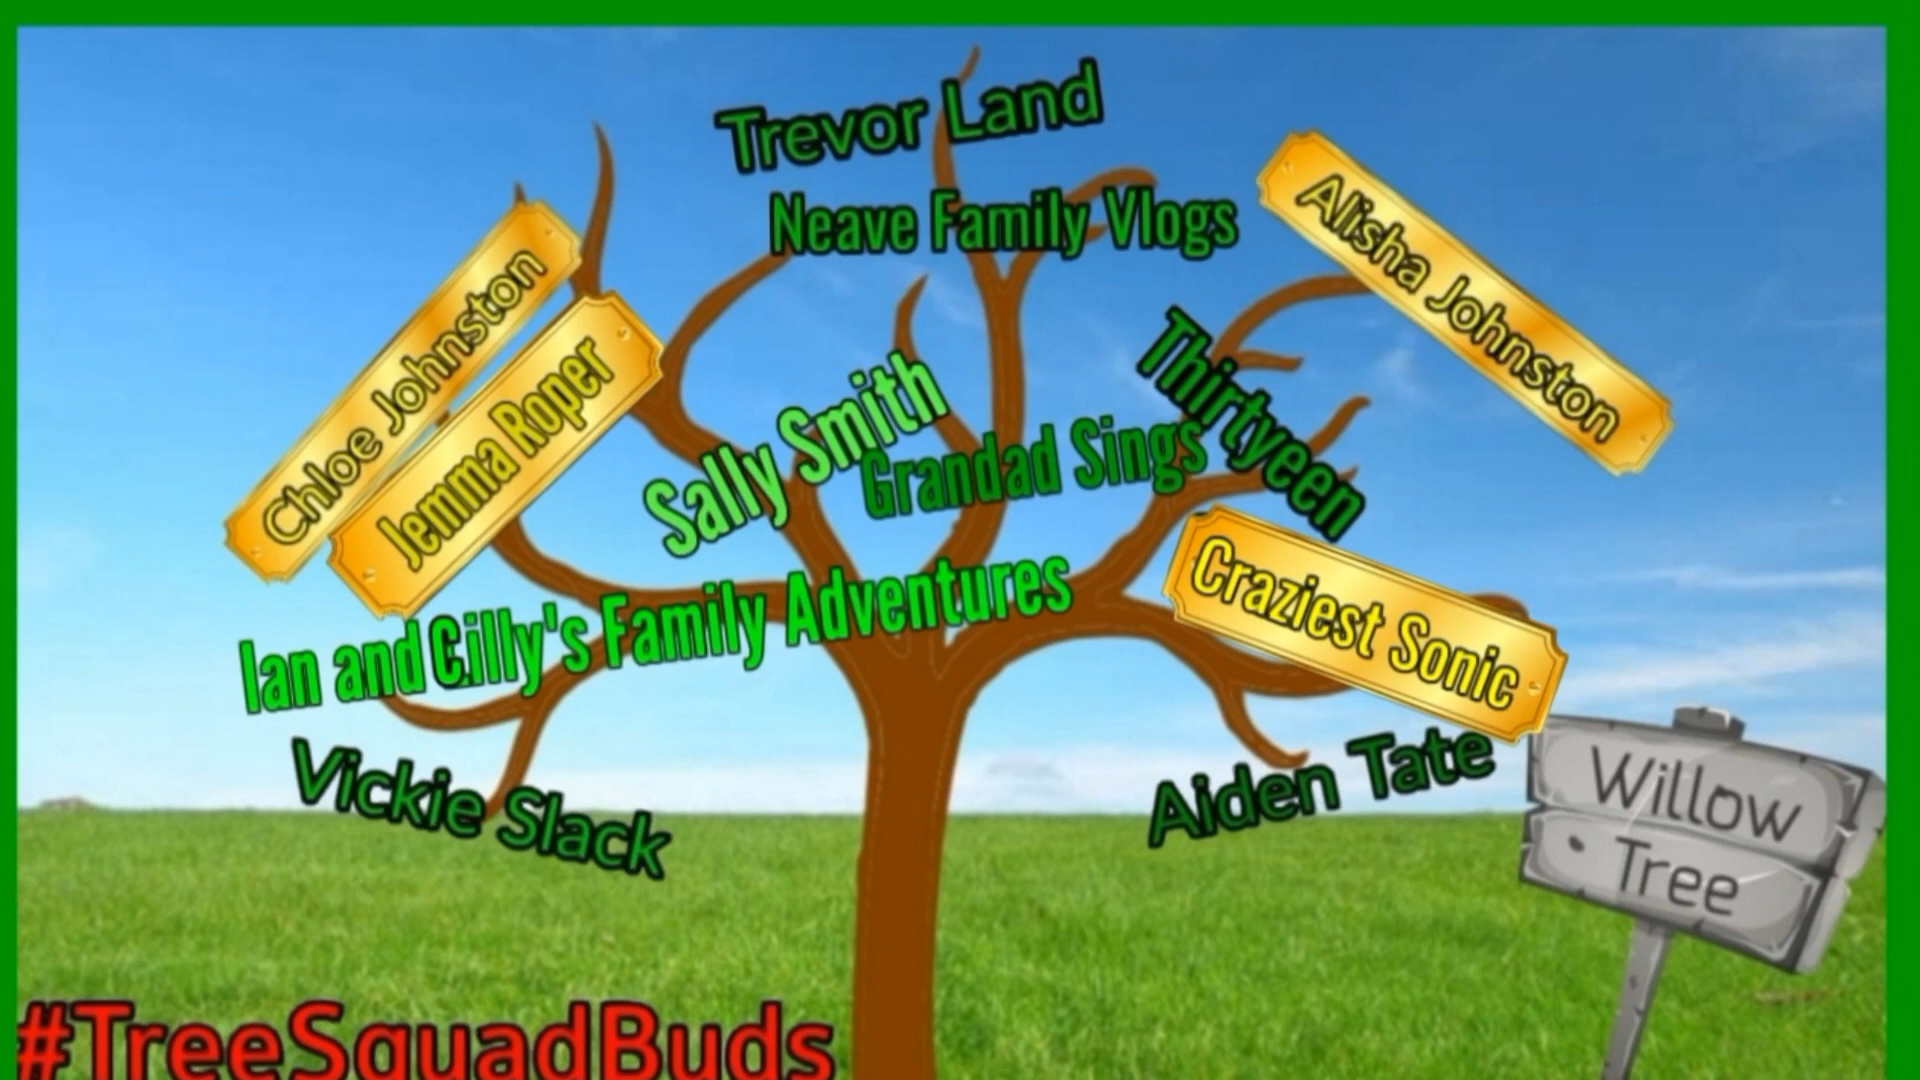 Trevor Land
Neave Family Vlogs
Alisha Johnston
Chloe Johnston
Jemma Roper
Sally Smith
Grandad Sings
Thirtyeen
Ian and Cilly's Family Adventures
Craziest Sonic
Vickie Slack
Aiden Tate
Willow
Tree
#TreeSquadBuds